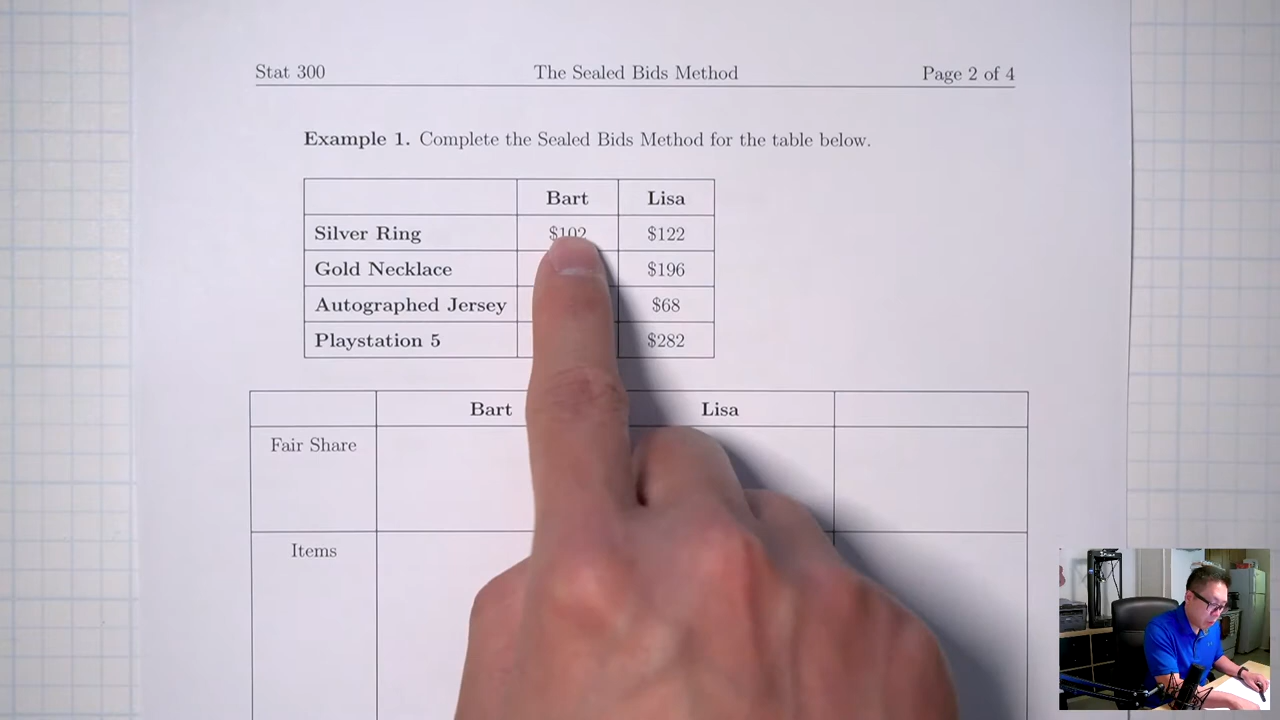 Stat 300 The Sealed Bids Method Page 2 of 4
Example 1. Complete the Sealed Bids Method for the table below.
Bart Lisa
Silver Ring $102 $122
Gold Necklace $196
Autographed Jersey $68
Playstation 5 $282
Bart Lisa
Fair Share
Items